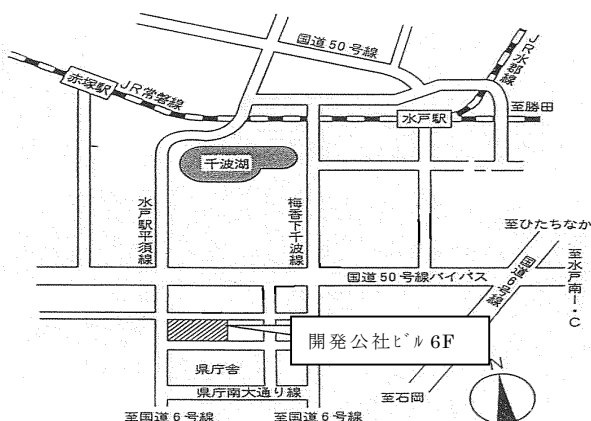 国道50号線
JR水郡線
赤塚駅
JR常磐線
水戸駅
至勝田
千波湖
水戸駅平須線
梅香下千波線
至ひたちなか
国道50号線バイパス
国道6号線
至水戸南I・C
開発公社ﾋﾞﾙ 6F
県庁舎
県庁南大通り線
至石岡
N
至国道6号線
至国道6号線